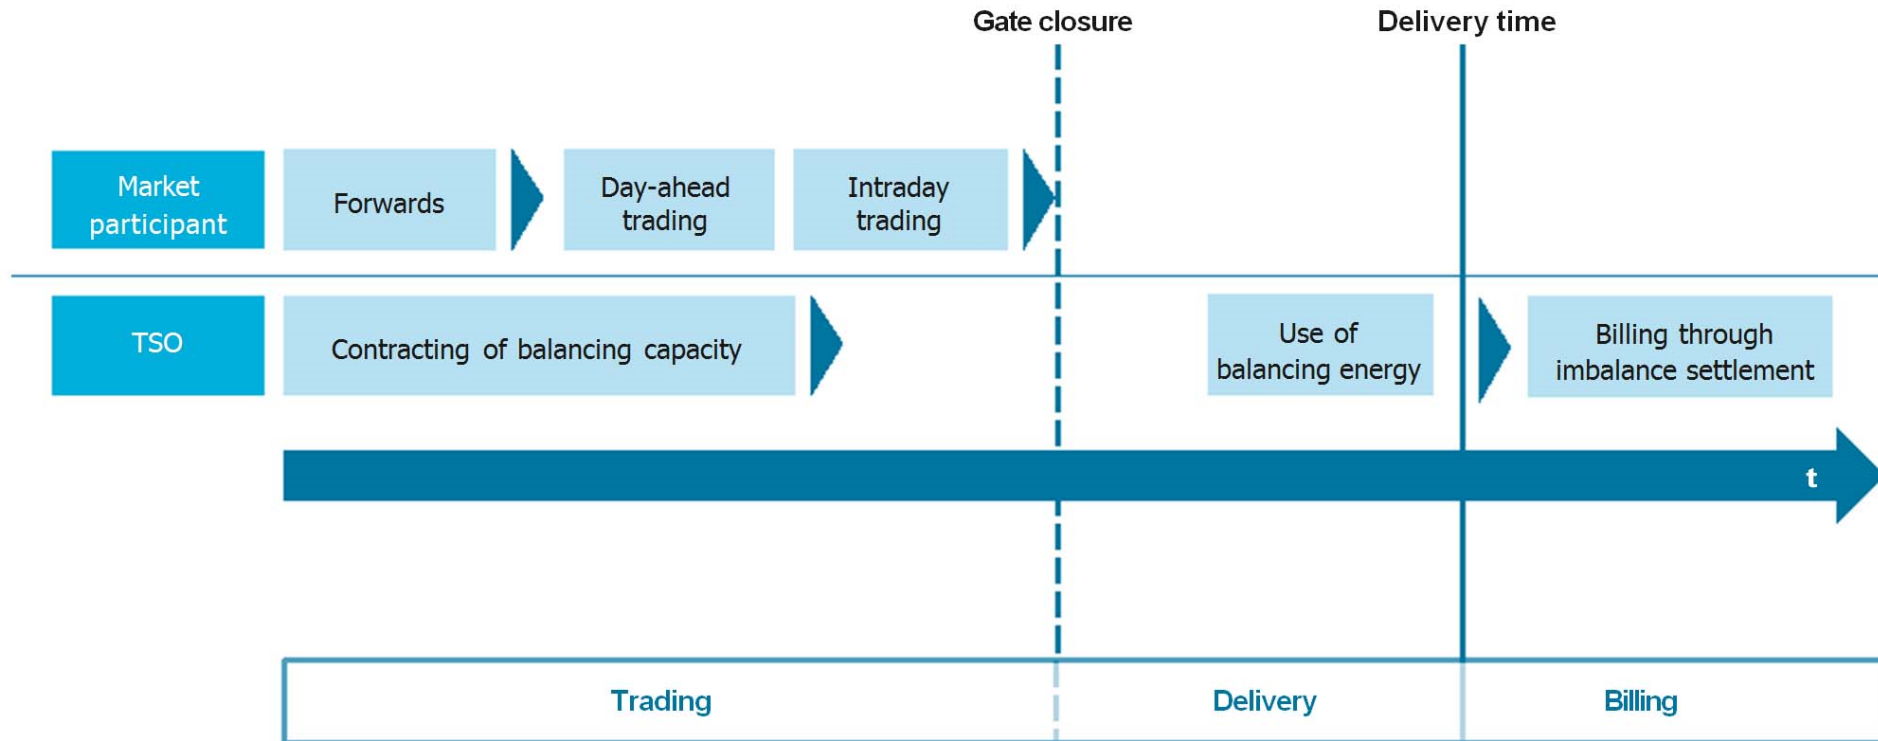 Gate closure
Delivery time
Market
participant
Forwards
Day-ahead
trading
Intraday
trading
TSO
Contracting of balancing capacity
Use of
balancing energy
Billing through
imbalance settlement
t
Trading
Delivery
Billing